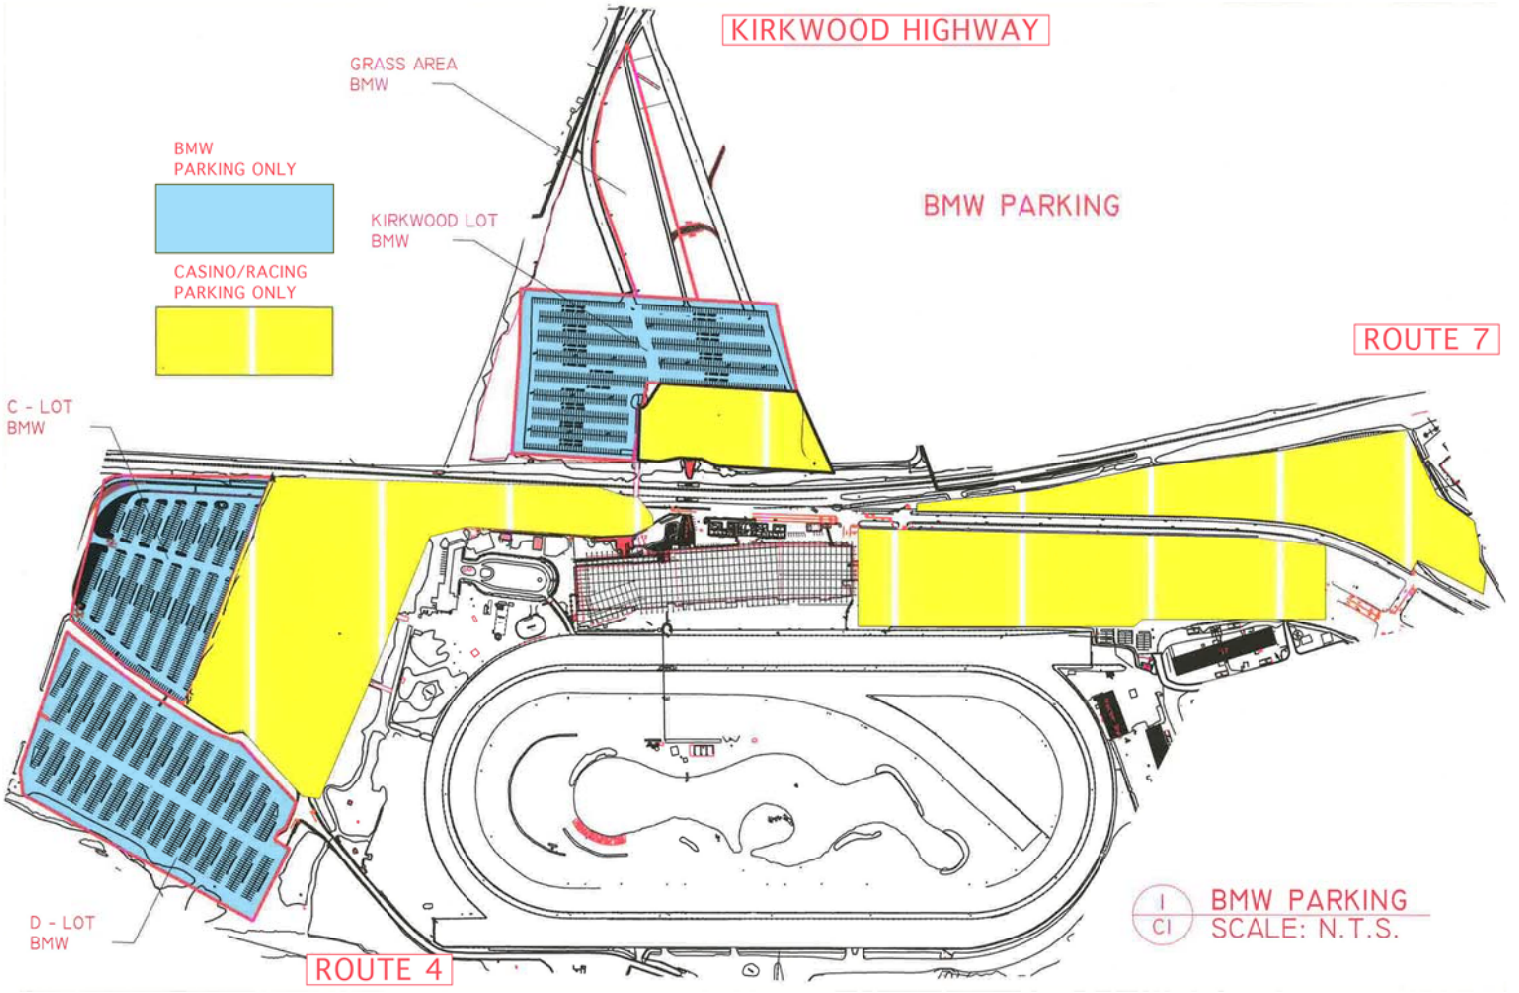 KIRKWOOD HIGHWAY
GRASS AREA
BMW
BMW
PARKING ONLY
KIRKWOOD LOT
BMW
BMW PARKING
CASINO/RACING
PARKING ONLY
ROUTE 7
C - LOT
BMW
D - LOT
BMW
ROUTE 4
1
C1
BMW PARKING
SCALE: N.T.S.